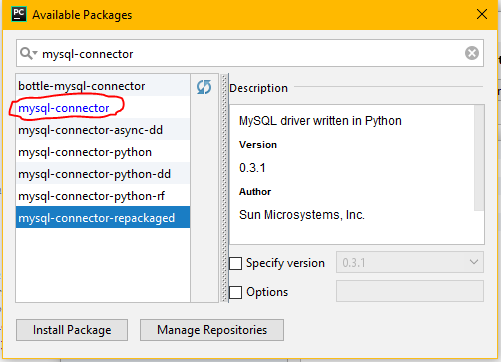 PC
Available Packages
mysql-connector
bottle-mysql-connector
mysql-connector
mysql-connector-async-dd
mysql-connector-python
mysql-connector-python-dd
mysql-connector-python-rf
mysql-connector-repackaged
Description
MySQL driver written in Python
Version
0.3.1
Author
Sun Microsystems, Inc.
Specify version
0.3.1
Options
Install Package
Manage Repositories